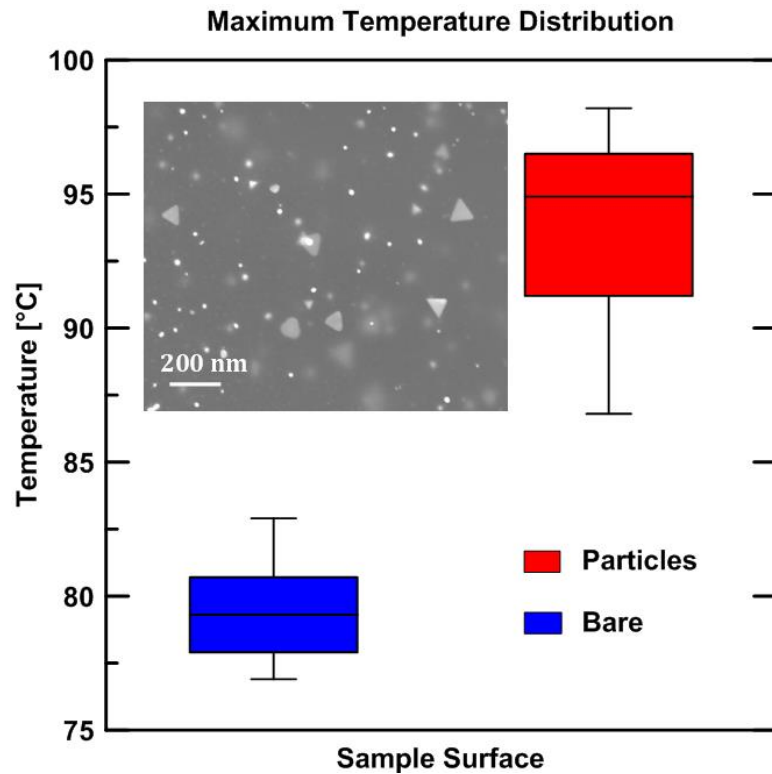 Maximum Temperature Distribution
100
95
90
85
80
75
Temperature [°C]
200 nm
Particles
Bare
Sample Surface